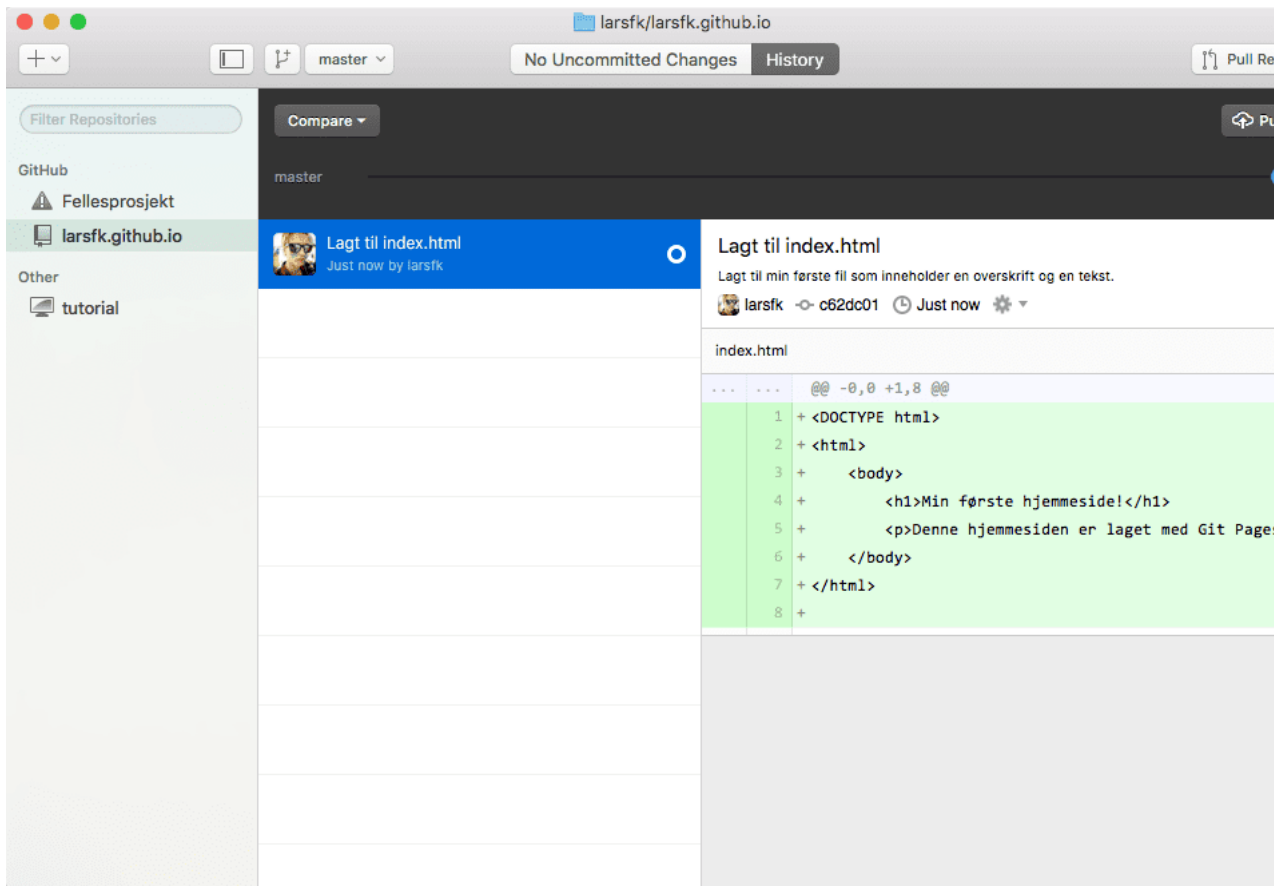 larsfk/larsfk.github.io
master
No Uncommitted Changes
History
Pull Re
Filter Repositories
GitHub
Fellesprosjekt
larsfk.github.io
Other
tutorial
Compare
Pu
master
Lagt til index.html
Just now by larsfk
Lagt til index.html
Lagt til min første fil som inneholder en overskrift og en tekst.
larsfk c62dc01 Just now
index.html
... ... @@ -0,0 +1,8 @@
1 + <DOCTYPE html>
2 + <html>
3 + <body>
4 + <h1>Min første hjemmeside!</h1>
5 + <p>Denne hjemmesiden er laget med Git Pages
6 + </body>
7 + </html>
8 +